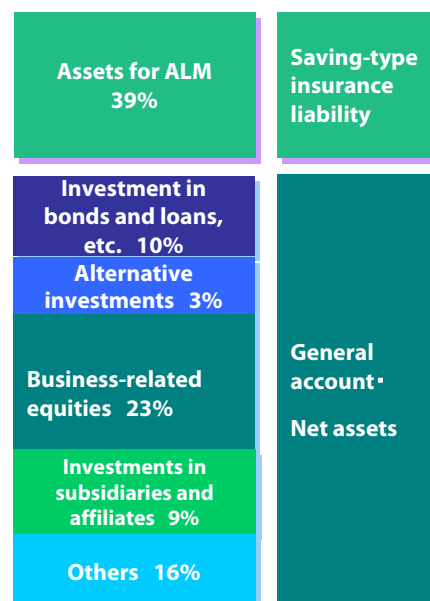 Assets for ALM
39%
Saving-type
insurance
liability
Investment in
bonds and loans,
etc. 10%
Alternative
investments 3%
Business-related
equities 23%
Investments in
subsidiaries and
affiliates 9%
Others 16%
General
account･
Net assets